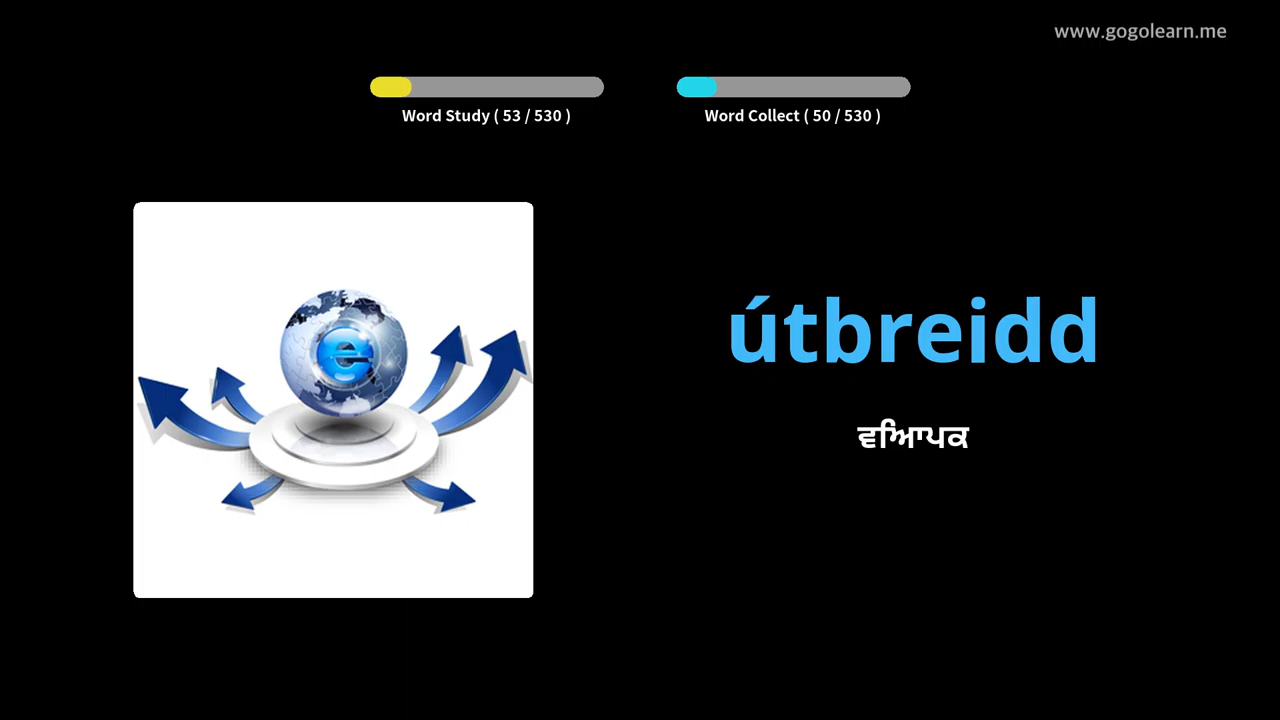 www.gogolearn.me
Word Study ( 53 / 530 )
Word Collect ( 50 / 530 )
e
útbreidd
ਵਿਆਪਕ